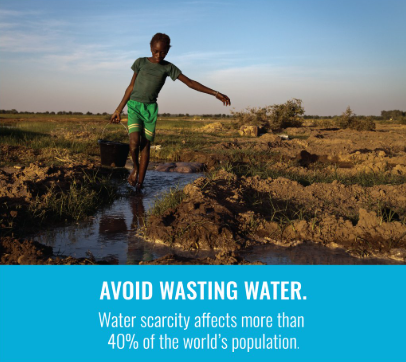 AVOID WASTING WATER.
Water scarcity affects more than
40% of the world's population.